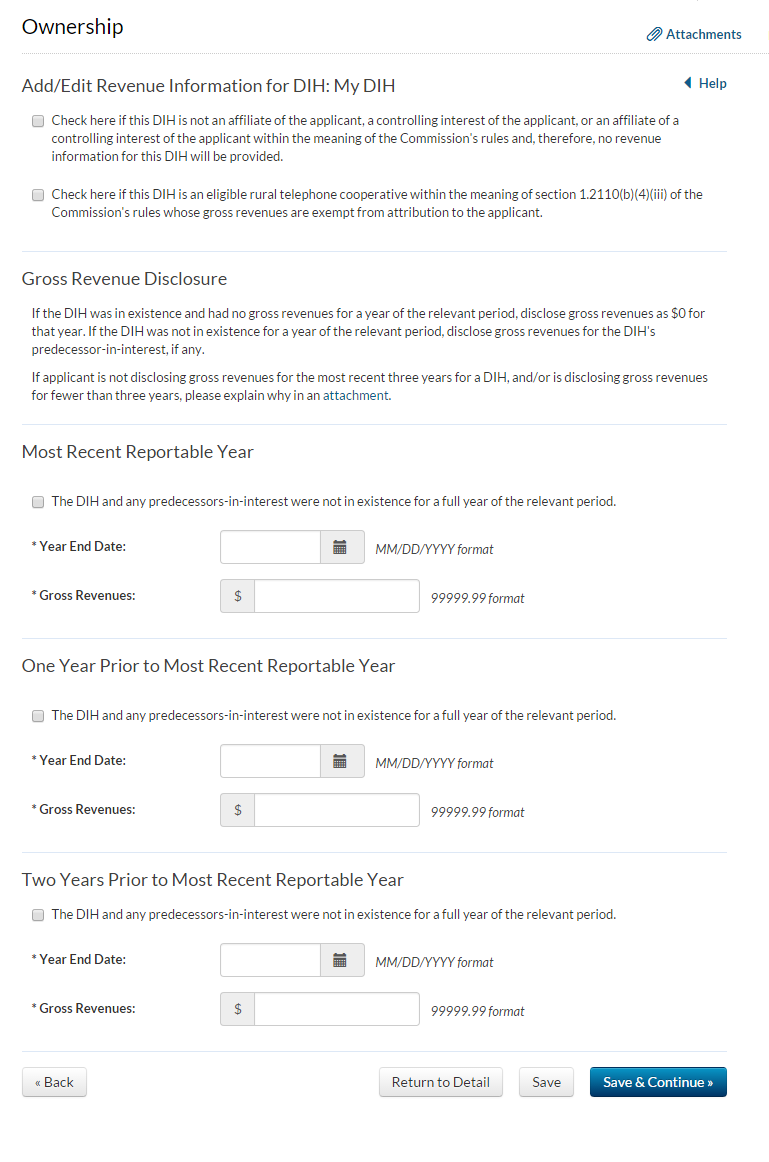 Ownership
Attachments
Add/Edit Revenue Information for DIH: My DIH
Help
Check here if this DIH is not an affiliate of the applicant, a controlling interest of the applicant, or an affiliate of a
controlling interest of the applicant within the meaning of the Commission's rules and, therefore, no revenue
information for this DIH will be provided.
Check here if this DIH is an eligible rural telephone cooperative within the meaning of section 1.2110(b)(4)(iii) of the
Commission's rules whose gross revenues are exempt from attribution to the applicant.
Gross Revenue Disclosure
If the DIH was in existence and had no gross revenues for a year of the relevant period, disclose gross revenues as $0 for
that year. If the DIH was not in existence for a year of the relevant period, disclose gross revenues for the DIH's
predecessor-in-interest, if any.
If applicant is not disclosing gross revenues for the most recent three years for a DIH, and/or is disclosing gross revenues
for fewer than three years, please explain why in an attachment.
Most Recent Reportable Year
The DIH and any predecessors-in-interest were not in existence for a full year of the relevant period.
* Year End Date: MM/DD/YYYY format
* Gross Revenues: $ 99999.99 format
One Year Prior to Most Recent Reportable Year
The DIH and any predecessors-in-interest were not in existence for a full year of the relevant period.
* Year End Date: MM/DD/YYYY format
* Gross Revenues: $ 99999.99 format
Two Years Prior to Most Recent Reportable Year
The DIH and any predecessors-in-interest were not in existence for a full year of the relevant period.
* Year End Date: MM/DD/YYYY format
* Gross Revenues: $ 99999.99 format
« Back Return to Detail Save Save & Continue »